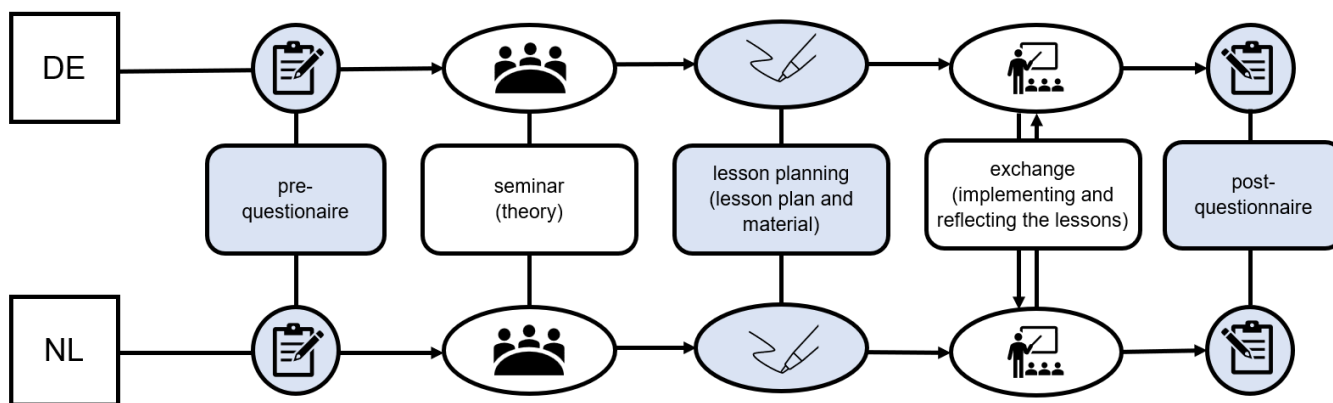 DE
pre-
questionaire
seminar
(theory)
lesson planning
(lesson plan and
material)
exchange
(implementing and
reflecting the lessons)
post-
questionnaire
NL